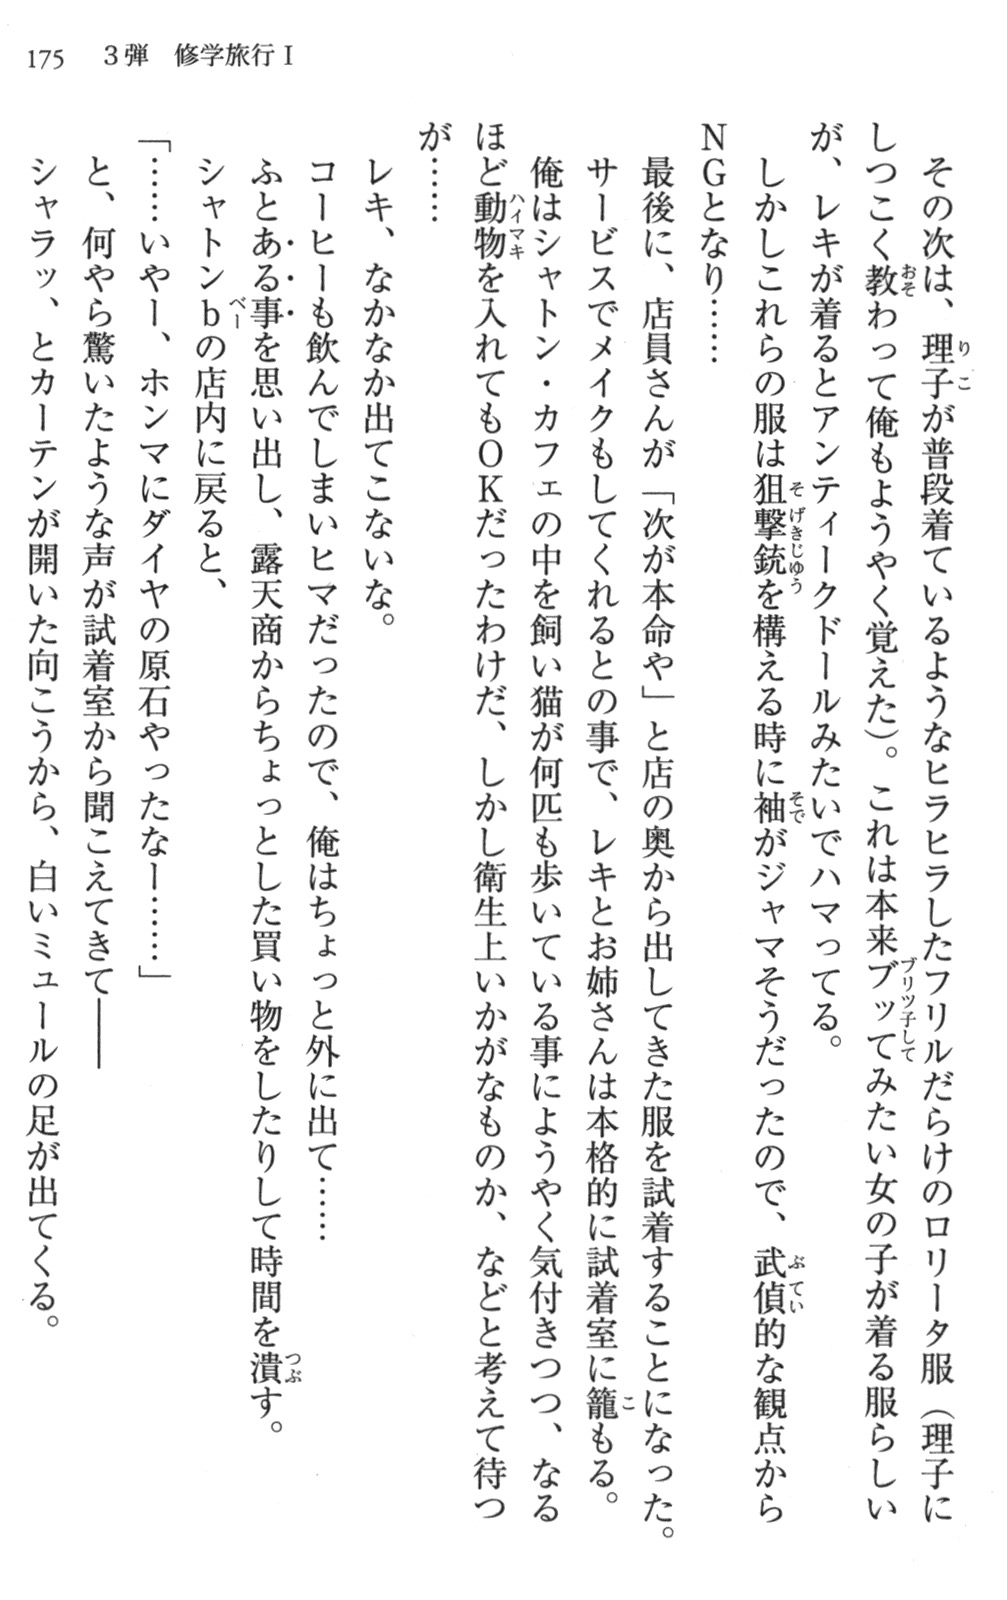 175　3弾　修学旅行Ⅰ
　その次は、理子が普段着ているようなヒラヒラしたフリルだらけのロリータ服（理子に
しつこく教わって俺もようやく覚えた）。これは本来ブッてみたい女の子が着る服らしい
が、レキが着るとアンティークドールみたいでハマってる。
　しかしこれらの服は狙撃銃を構える時に袖がジャマそうだったので、武偵的な観点から
NGとなり……
　最後に、店員さんが「次が本命や」と店の奥から出してきた服を試着することになった。
　サービスでメイクもしてくれるとの事で、レキとお姉さんは本格的に試着室に籠もる。
　俺はシャトン・カフェの中を飼い猫が何匹も歩いている事にようやく気付きつつ、なる
ほど動物を入れてもOKだったわけだ、しかし衛生上いかがなものか、などと考えて待つ
が……
　レキ、なかなか出てこないな。
　コーヒーも飲んでしまいヒマだったので、俺はちょっと外に出て……
　ふとある事を思い出し、露天商からちょっとした買い物をしたりして時間を潰す。
　シャトンbの店内に戻ると、
「……いやー、ホンマにダイヤの原石やったなー……」
　と、何やら驚いたような声が試着室から聞こえてきて――
　シャラッ、とカーテンが開いた向こうから、白いミュールの足が出てくる。